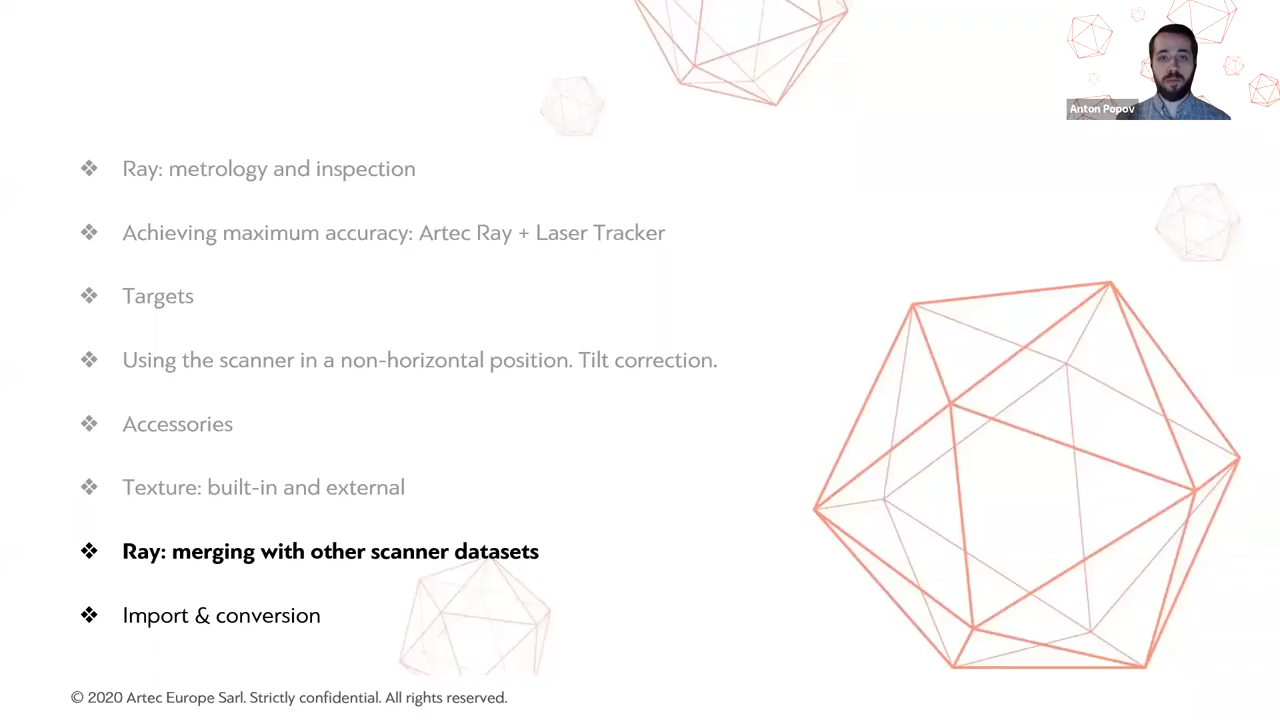 Anton Popov
❖ Ray: metrology and inspection
❖ Achieving maximum accuracy: Artec Ray + Laser Tracker
❖ Targets
❖ Using the scanner in a non-horizontal position. Tilt correction.
❖ Accessories
❖ Texture: built-in and external
❖ Ray: merging with other scanner datasets
❖ Import & conversion
© 2020 Artec Europe Sarl. Strictly confidential. All rights reserved.